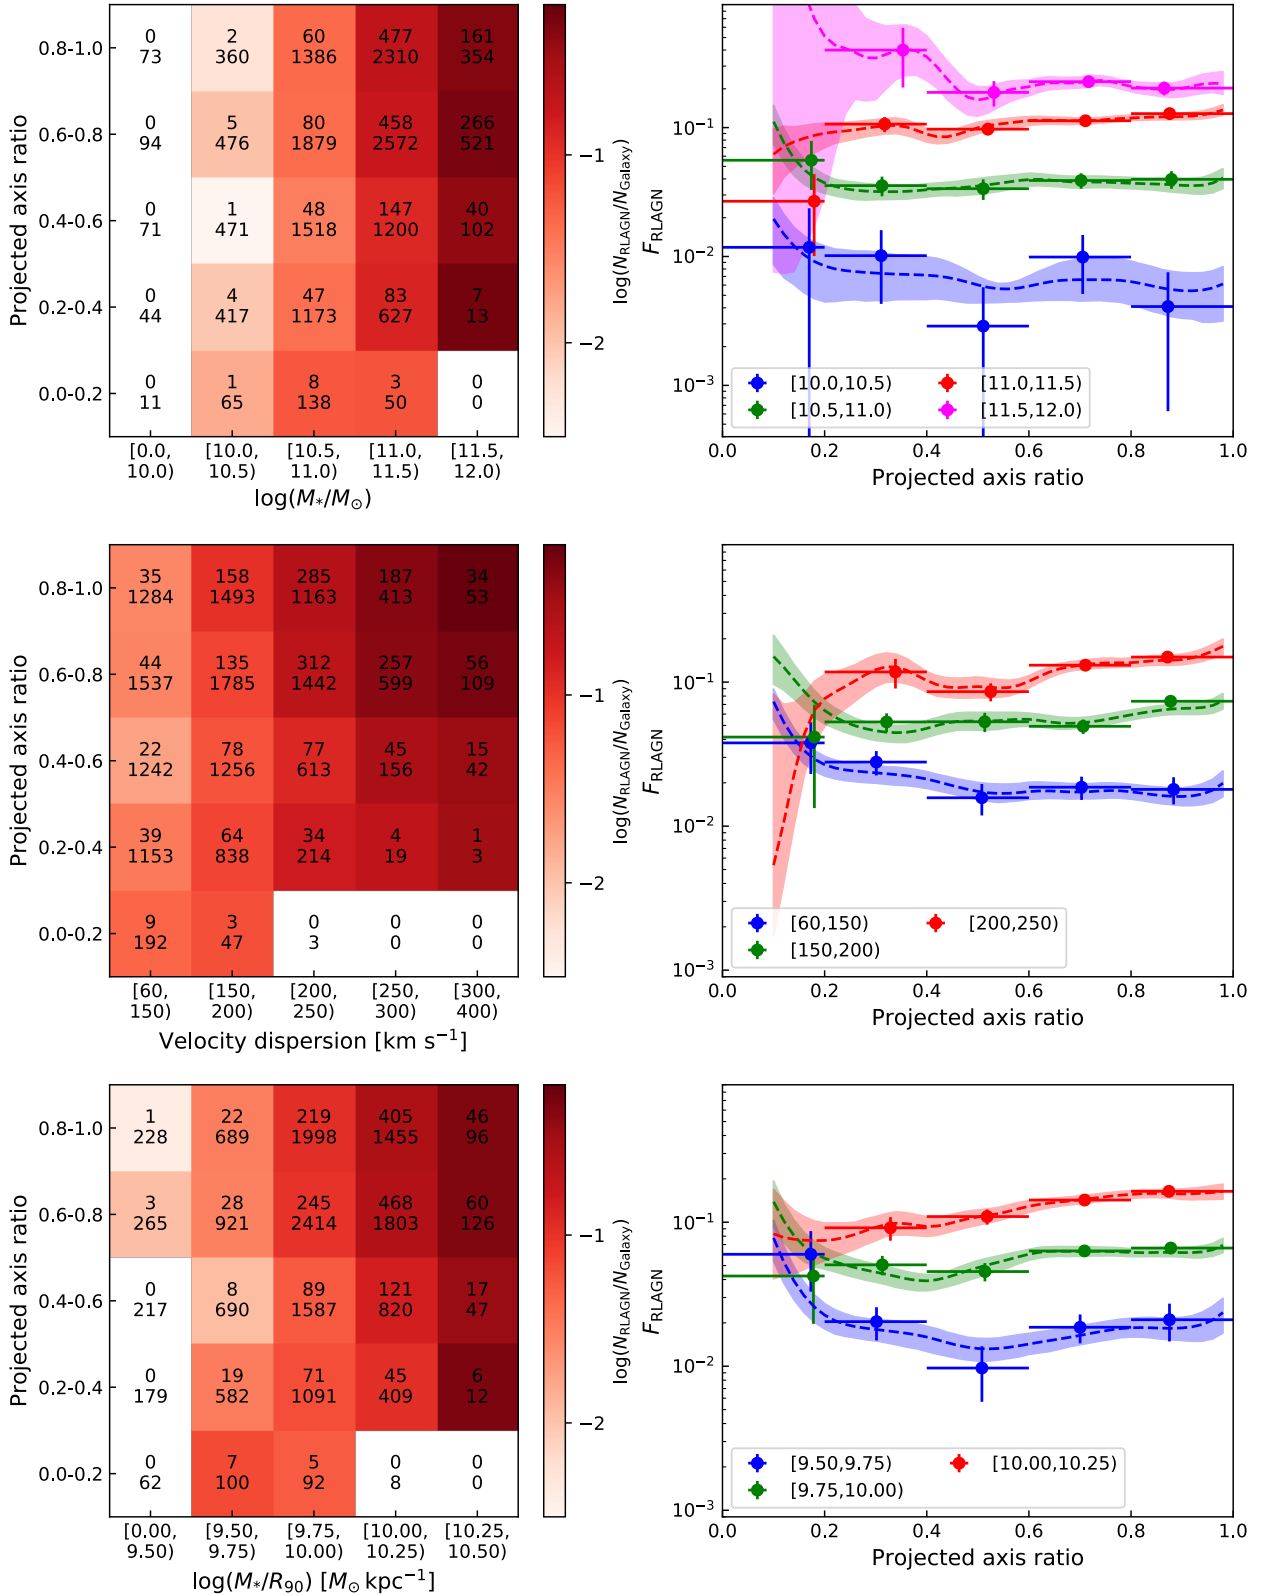 Projected axis ratio
0.8-1.0
0.6-0.8
0.4-0.6
0.2-0.4
0.0-0.2
0 2 60 477 161
73 360 1386 2310 354
0 5 80 458 266
94 476 1879 2572 521
0 1 48 147 40
71 471 1518 1200 102
0 4 47 83 7
44 417 1173 627 13
0 1 8 3 0
11 65 138 50 0
[0.0, [10.0, [10.5, [11.0, [11.5,
10.0) 10.5) 11.0) 11.5) 12.0)
log(M*/M⊙)
−1
−2
log(N_RLAGN/N_Galaxy)
F_RLAGN
10⁻¹
10⁻²
10⁻³
[10.0,10.5) [11.0,11.5)
[10.5,11.0) [11.5,12.0)
0.0 0.2 0.4 0.6 0.8 1.0
Projected axis ratio
Projected axis ratio
0.8-1.0
0.6-0.8
0.4-0.6
0.2-0.4
0.0-0.2
35 158 285 187 34
1284 1493 1163 413 53
44 135 312 257 56
1537 1785 1442 599 109
22 78 77 45 15
1242 1256 613 156 42
39 64 34 4 1
1153 838 214 19 3
9 3 0 0 0
192 47 3 0 0
[60, [150, [200, [250, [300,
150) 200) 250) 300) 400)
Velocity dispersion [km s⁻¹]
−1
−2
log(N_RLAGN/N_Galaxy)
F_RLAGN
10⁻¹
10⁻²
10⁻³
[60,150) [200,250)
[150,200)
0.0 0.2 0.4 0.6 0.8 1.0
Projected axis ratio
Projected axis ratio
0.8-1.0
0.6-0.8
0.4-0.6
0.2-0.4
0.0-0.2
1 22 219 405 46
228 689 1998 1455 96
3 28 245 468 60
265 921 2414 1803 126
0 8 89 121 17
217 690 1587 820 47
0 19 71 45 6
179 582 1091 409 12
0 7 5 0 0
62 100 92 8 0
[0.00, [9.50, [9.75, [10.00, [10.25,
9.50) 9.75) 10.00) 10.25) 10.50)
log(M*/R₉₀) [M⊙ kpc⁻¹]
−1
−2
log(N_RLAGN/N_Galaxy)
F_RLAGN
10⁻¹
10⁻²
10⁻³
[9.50,9.75) [10.00,10.25)
[9.75,10.00)
0.0 0.2 0.4 0.6 0.8 1.0
Projected axis ratio